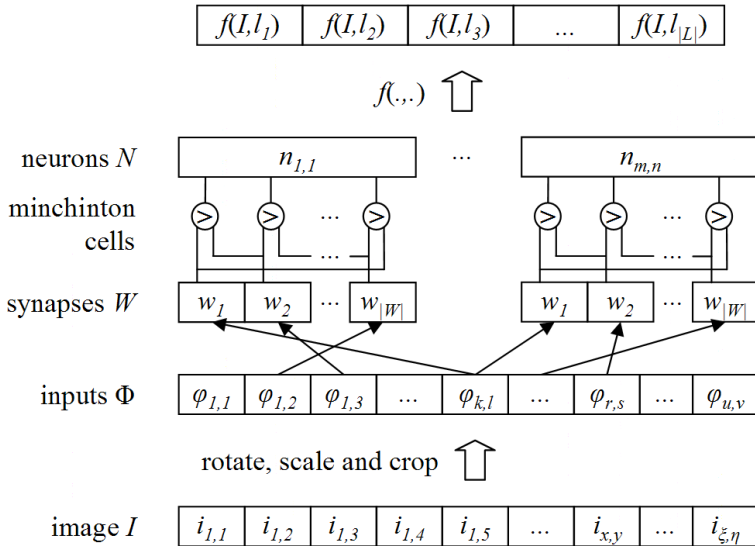 f(I,l₁) f(I,l₂) f(I,l₃) ... f(I,l|L|)
f(.,.)
neurons N n₁,₁ ... nₘ,ₙ
> > ... > > > ... >
minchinton
cells
... ...
synapses W w₁ w₂ ... w|W| w₁ w₂ ... w|W|
inputs Φ φ₁,₁ φ₁,₂ φ₁,₃ ... φk,l ... φr,s ... φu,v
rotate, scale and crop
image I i₁,₁ i₁,₂ i₁,₃ i₁,₄ i₁,₅ ... ix,y ... iξ,η